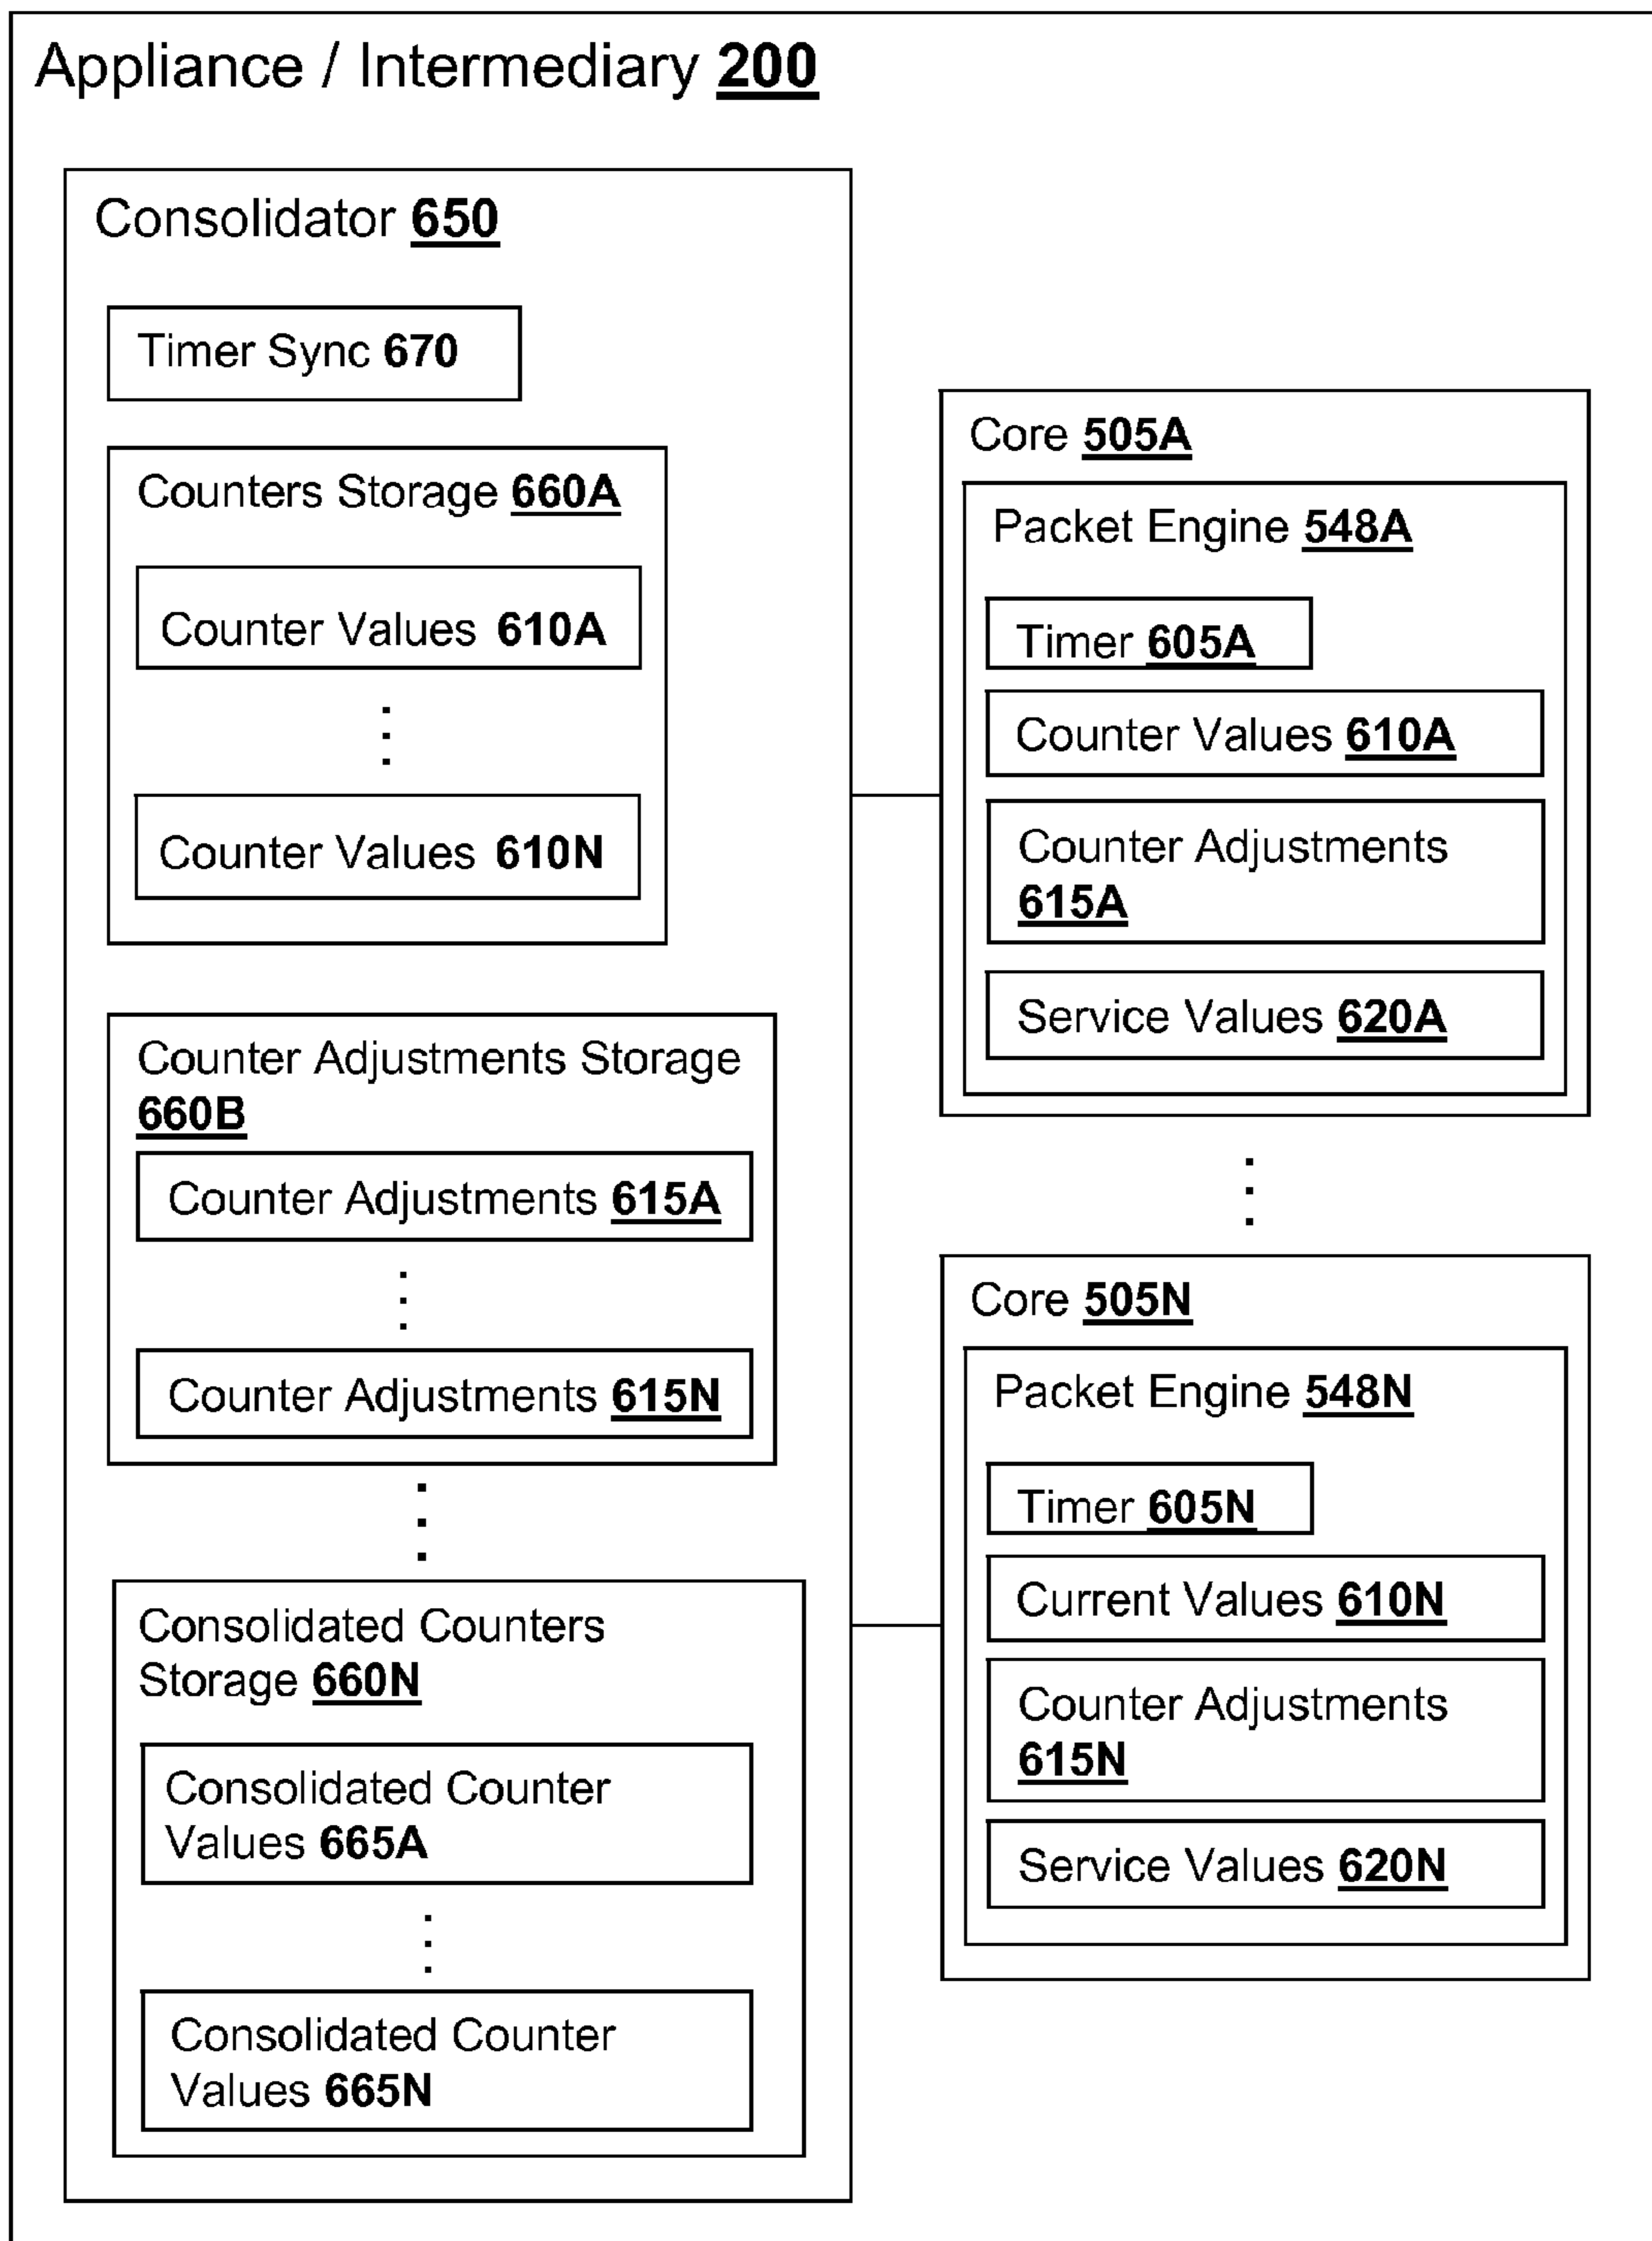 Appliance / Intermediary 200
Consolidator 650
Timer Sync 670
Counters Storage 660A
Counter Values 610A
Counter Values 610N
Counter Adjustments Storage
660B
Counter Adjustments 615A
Counter Adjustments 615N
Consolidated Counters
Storage 660N
Consolidated Counter
Values 665A
Consolidated Counter
Values 665N
Core 505A
Packet Engine 548A
Timer 605A
Counter Values 610A
Counter Adjustments
615A
Service Values 620A
Core 505N
Packet Engine 548N
Timer 605N
Current Values 610N
Counter Adjustments
615N
Service Values 620N